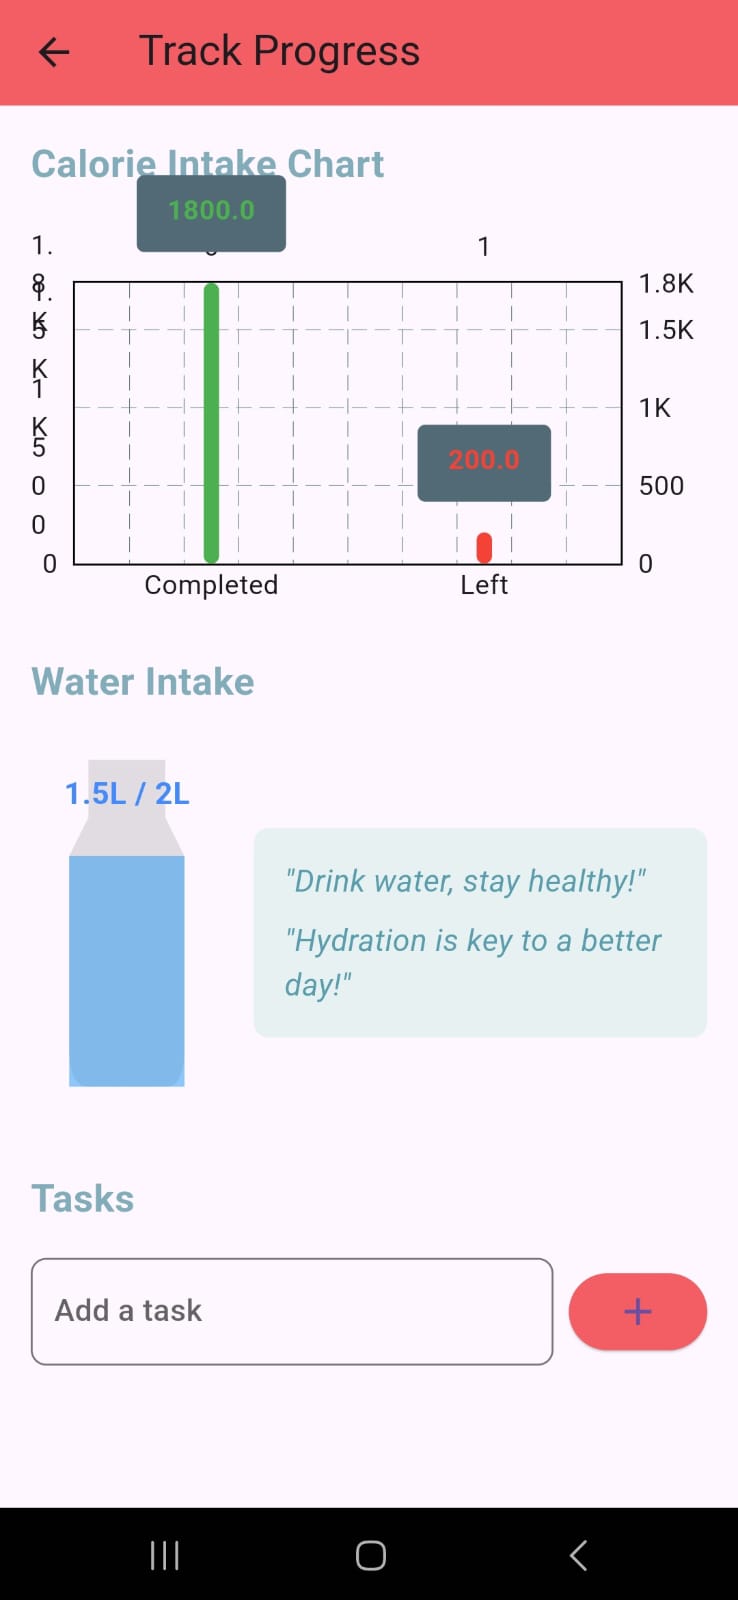 Track Progress
Calorie Intake Chart
1800.0
1
1.
8
K
1.
5
K
1
K
5
0
0
0
1.8K
1.5K
1K
500
0
200.0
Completed
Left
Water Intake
1.5L / 2L
"Drink water, stay healthy!"
"Hydration is key to a better
day!"
Tasks
Add a task
+